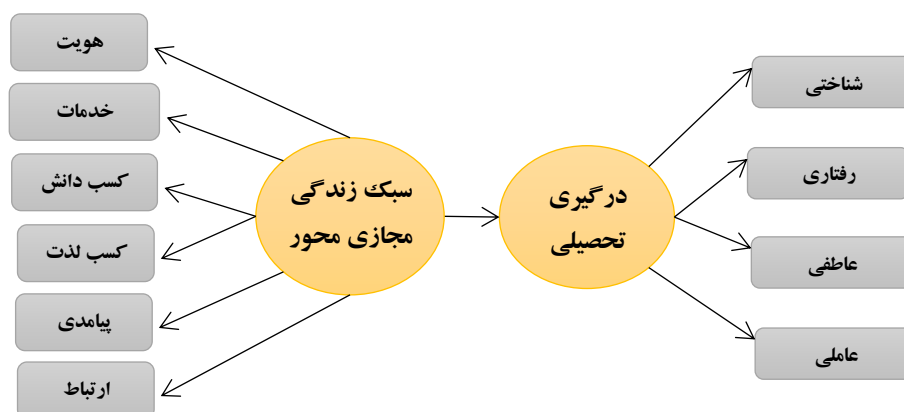 هویت
خدمات
کسب دانش
کسب لذت
پیامدی
ارتباط
سبک زندگی
مجازی محور
درگیری
تحصیلی
شناختی
رفتاری
عاطفی
عاملی